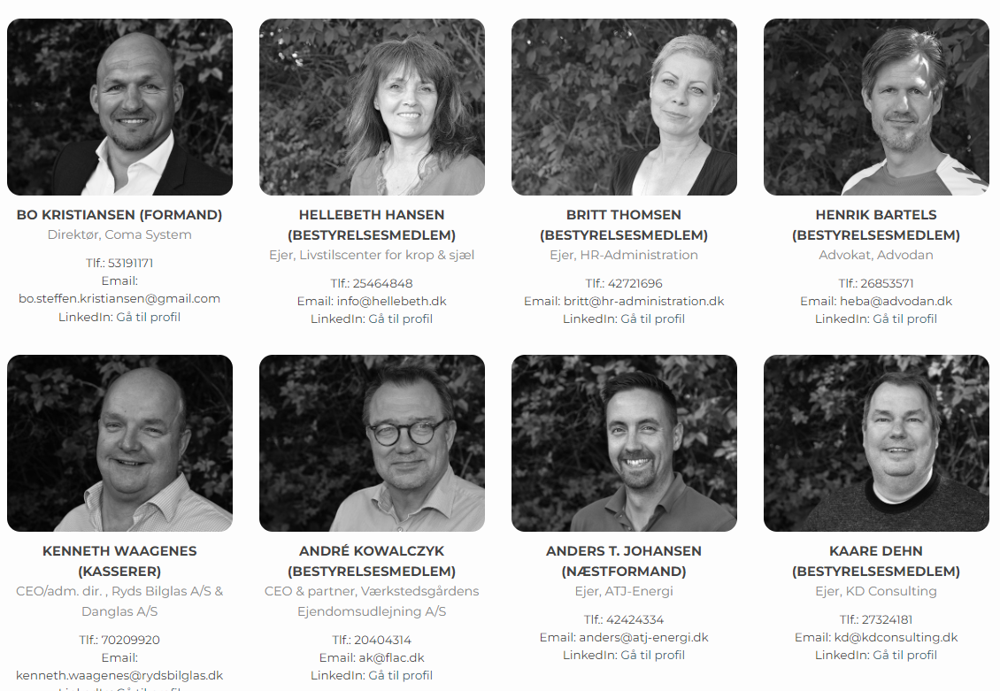 BO KRISTIANSEN (FORMAND)
Direktør, Coma System
Tlf.: 53191171
Email:
bo.steffen.kristiansen@gmail.com
LinkedIn: Gå til profil
HELLEBETH HANSEN
(BESTYRELSESMEDLEM)
Ejer, Livstilscenter for krop & sjæl
Tlf.: 25464848
Email: info@hellebeth.dk
LinkedIn: Gå til profil
BRITT THOMSEN
(BESTYRELSESMEDLEM)
Ejer, HR-Administration
Tlf.: 42721696
Email: britt@hr-administration.dk
LinkedIn: Gå til profil
HENRIK BARTELS
(BESTYRELSESMEDLEM)
Advokat, Advodan
Tlf.: 26853571
Email: heba@advodan.dk
LinkedIn: Gå til profil
KENNETH WAAGENES
(KASSERER)
CEO/adm. dir. , Ryds Bilglas A/S &
Danglas A/S
Tlf.: 70209920
Email:
kenneth.waagenes@rydsbilglas.dk
LinkedIn: Gå til profil
ANDRÉ KOWALCZYK
(BESTYRELSESMEDLEM)
CEO & partner, Værkstedsgårdens
Ejendomsudlejning A/S
Tlf.: 20404314
Email: ak@flac.dk
LinkedIn: Gå til profil
ANDERS T. JOHANSEN
(NÆSTFORMAND)
Ejer, ATJ-Energi
Tlf.: 42424334
Email: anders@atj-energi.dk
LinkedIn: Gå til profil
KAARE DEHN
(BESTYRELSESMEDLEM)
Ejer, KD Consulting
Tlf.: 27324181
Email: kd@kdconsulting.dk
LinkedIn: Gå til profil